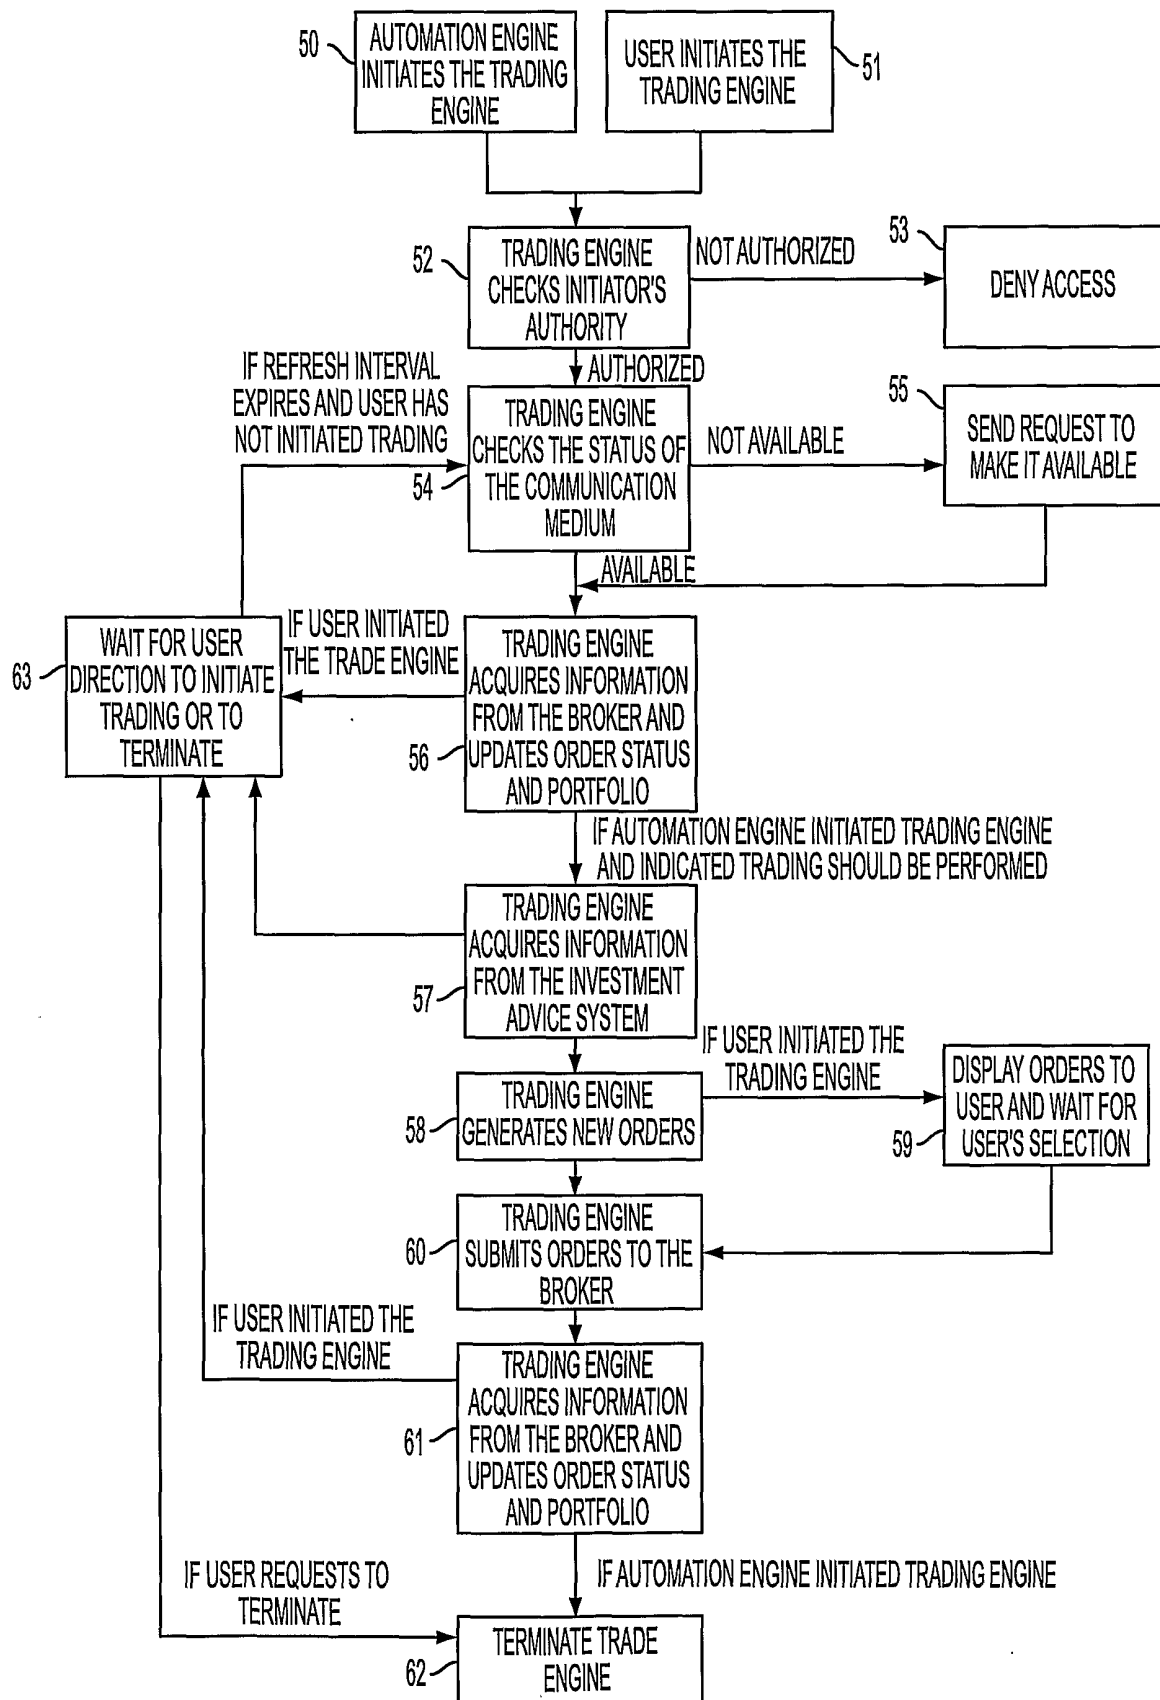 50
AUTOMATION ENGINE
INITIATES THE TRADING
ENGINE
USER INITIATES THE
TRADING ENGINE
51
52
TRADING ENGINE
CHECKS INITIATOR'S
AUTHORITY
NOT AUTHORIZED
53
DENY ACCESS
AUTHORIZED
IF REFRESH INTERVAL
EXPIRES AND USER HAS
NOT INITIATED TRADING
54
TRADING ENGINE
CHECKS THE STATUS OF
THE COMMUNICATION
MEDIUM
NOT AVAILABLE
55
SEND REQUEST TO
MAKE IT AVAILABLE
AVAILABLE
63
WAIT FOR USER
DIRECTION TO INITIATE
TRADING OR TO
TERMINATE
IF USER INITIATED
THE TRADE ENGINE
56
TRADING ENGINE
ACQUIRES INFORMATION
FROM THE BROKER AND
UPDATES ORDER STATUS
AND PORTFOLIO
IF AUTOMATION ENGINE INITIATED TRADING ENGINE
AND INDICATED TRADING SHOULD BE PERFORMED
57
TRADING ENGINE
ACQUIRES INFORMATION
FROM THE INVESTMENT
ADVICE SYSTEM
58
TRADING ENGINE
GENERATES NEW ORDERS
IF USER INITIATED THE
TRADING ENGINE
59
DISPLAY ORDERS TO
USER AND WAIT FOR
USER'S SELECTION
60
TRADING ENGINE
SUBMITS ORDERS TO THE
BROKER
IF USER INITIATED THE
TRADING ENGINE
61
TRADING ENGINE
ACQUIRES INFORMATION
FROM THE BROKER AND
UPDATES ORDER STATUS
AND PORTFOLIO
IF USER REQUESTS TO
TERMINATE
IF AUTOMATION ENGINE INITIATED TRADING ENGINE
62
TERMINATE TRADE
ENGINE